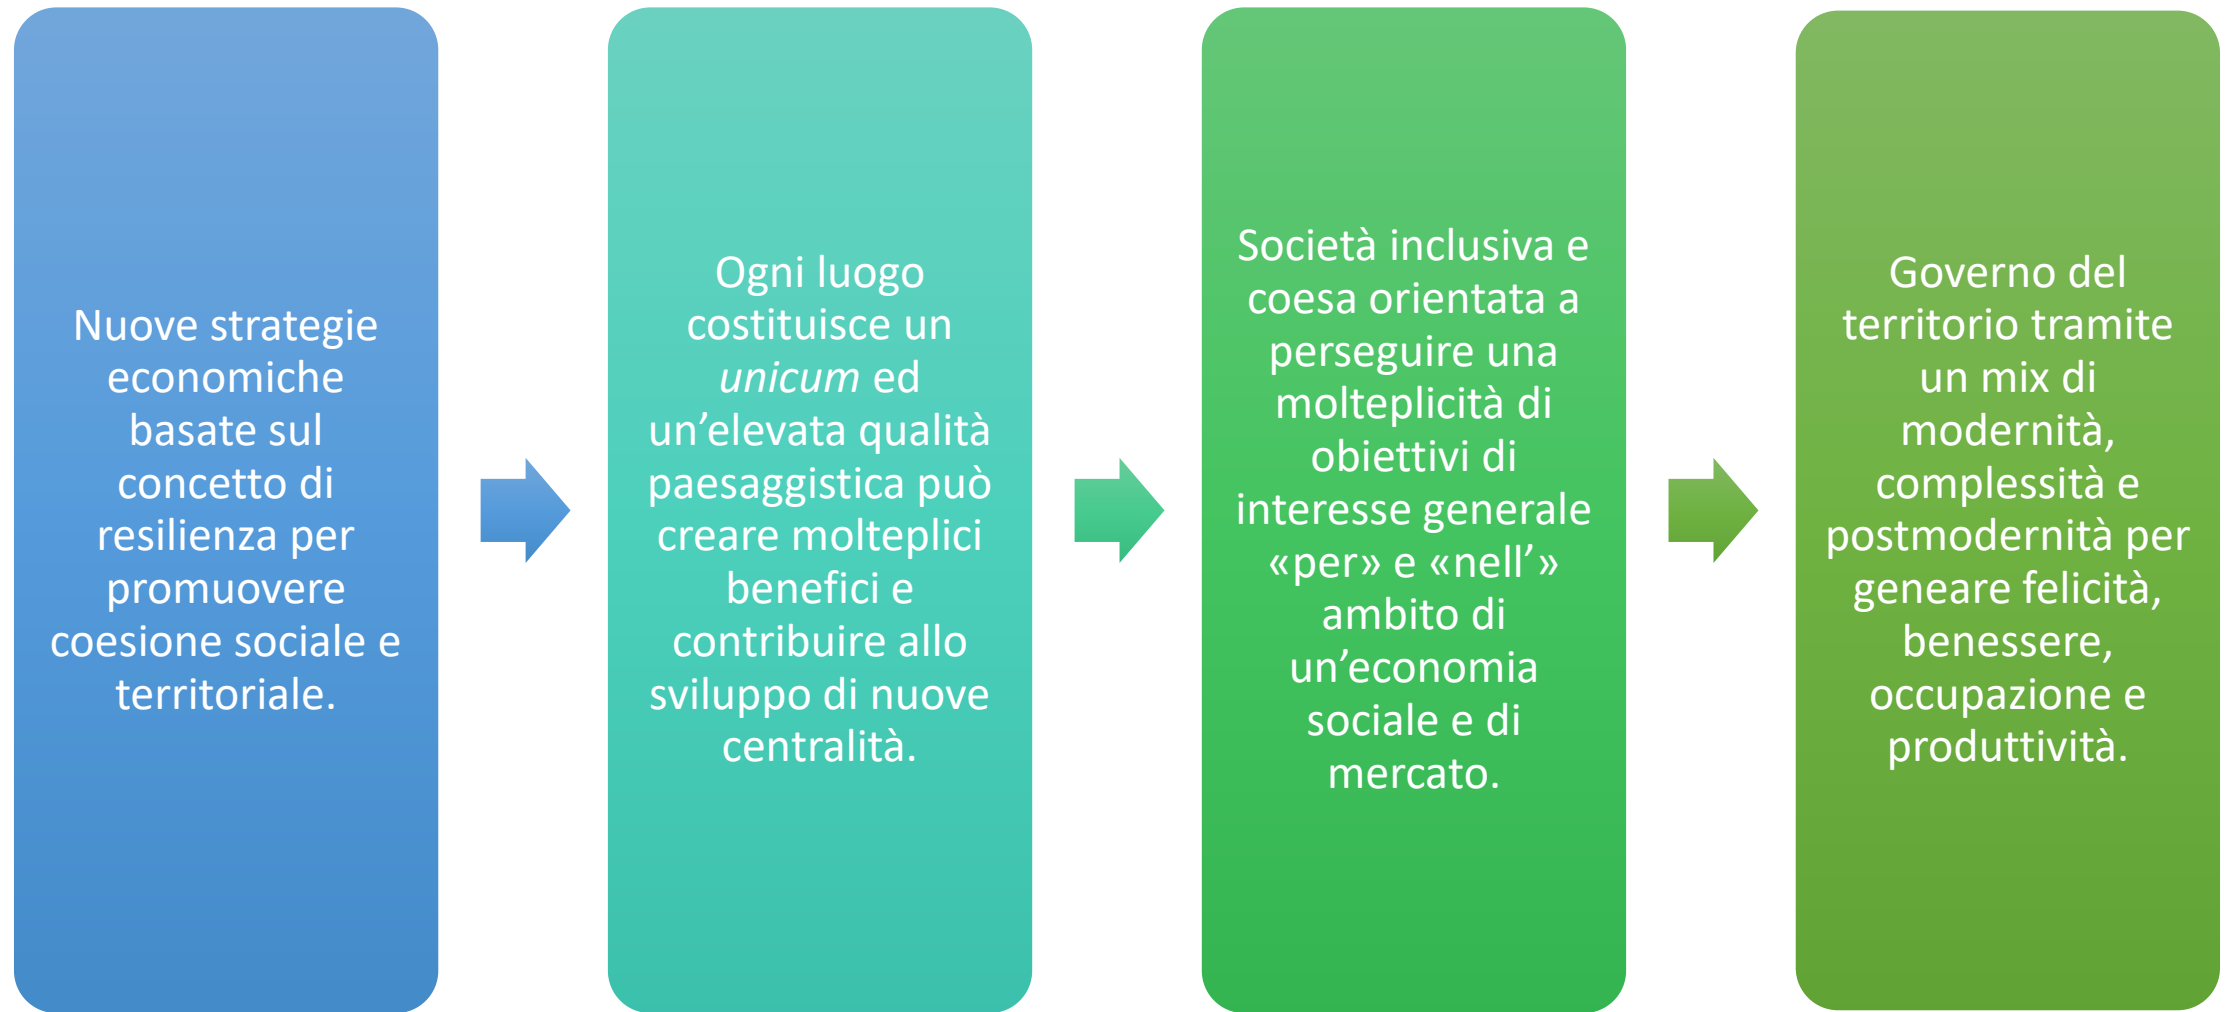 Nuove strategie
economiche
basate sul
concetto di
resilienza per
promuovere
coesione sociale e
territoriale.
Ogni luogo
costituisce un
unicum ed
un’elevata qualità
paesaggistica può
creare molteplici
benefici e
contribuire allo
sviluppo di nuove
centralità.
Società inclusiva e
coesa orientata a
perseguire una
molteplicità di
obiettivi di
interesse generale
«per» e «nell’»
ambito di
un’economia
sociale e di
mercato.
Governo del
territorio tramite
un mix di
modernità,
complessità e
postmodernità per
geneare felicità,
benessere,
occupazione e
produttività.